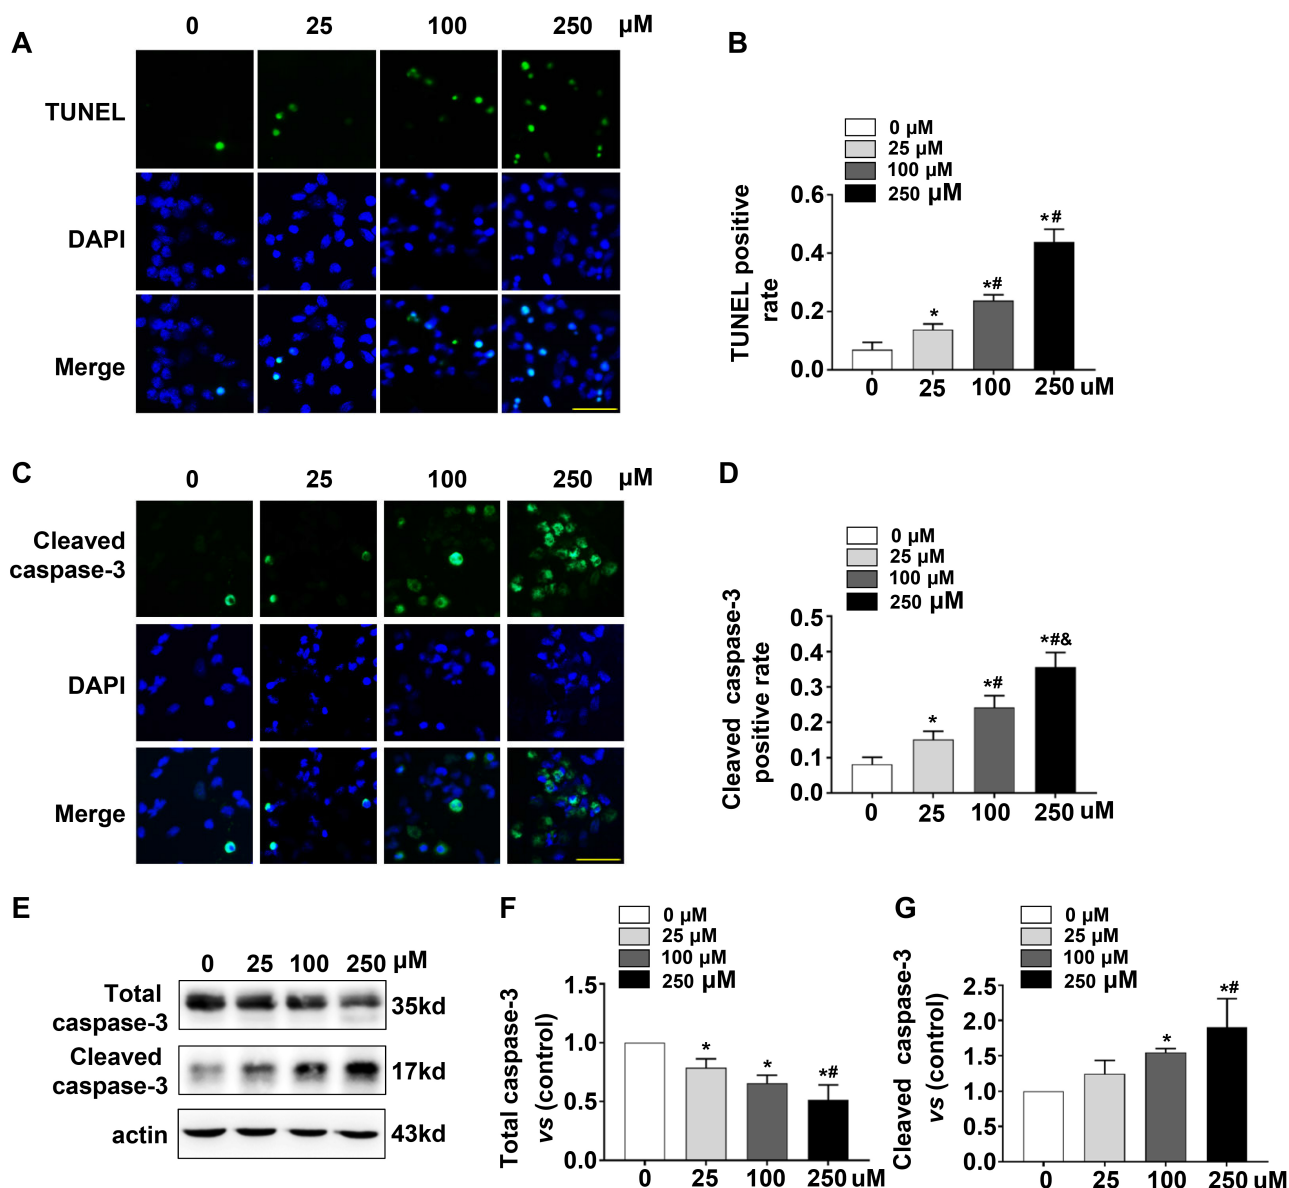 A
0 25 100 250 µM
TUNEL
DAPI
Merge
B
0 µM
25 µM
100 µM
250 µM
TUNEL positive
rate
0.6
0.4
0.2
0.0
*
*#
*#
0 25 100 250 uM
C
0 25 100 250 µM
Cleaved
caspase-3
DAPI
Merge
D
0 µM
25 µM
100 µM
250 µM
Cleaved caspase-3
positive rate
0.5
0.4
0.3
0.2
0.1
0.0
*
*#
*#&
0 25 100 250 uM
E
0 25 100 250 µM
Total
caspase-3
35kd
Cleaved
caspase-3
17kd
actin
43kd
F
0 µM
25 µM
100 µM
250 µM
Total caspase-3
vs (control)
1.5
1.0
0.5
0.0
*
*
*#
0 25 100 250 uM
G
0 µM
25 µM
100 µM
250 µM
Cleaved caspase-3
vs (control)
2.5
2.0
1.5
1.0
0.5
0.0
*
*#
0 25 100 250 uM